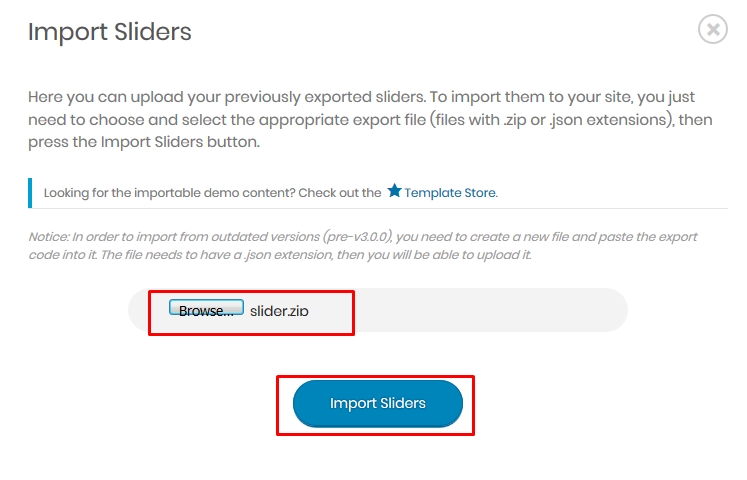 Import Sliders
Here you can upload your previously exported sliders. To import them to your site, you just
need to choose and select the appropriate export file (files with .zip or .json extensions), then
press the Import Sliders button.
Looking for the importable demo content? Check out the Template Store.
Notice: In order to import from outdated versions (pre-v3.0.0), you need to create a new file and paste the export
code into it. The file needs to have a .json extension, then you will be able to upload it.
Browse... slider.zip
Import Sliders